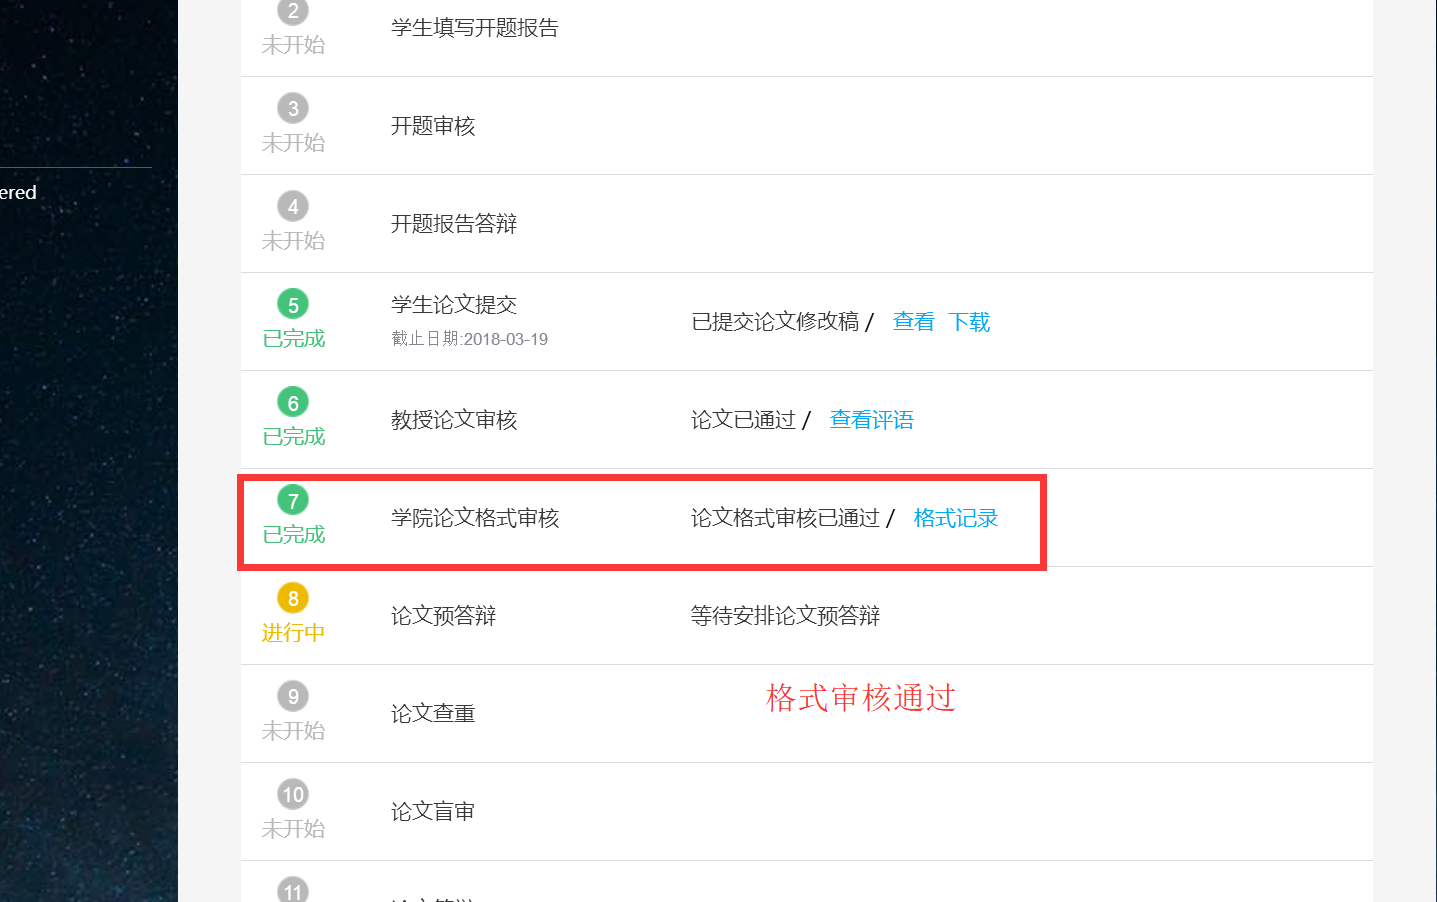 2
学生填写开题报告
未开始
ered
3
开题审核
未开始
4
开题报告答辩
未开始
5
学生论文提交
已提交论文修改稿 / 查看 下载
已完成
截止日期:2018-03-19
6
教授论文审核
论文已通过 / 查看评语
已完成
7
学院论文格式审核
论文格式审核已通过 / 格式记录
已完成
8
论文预答辩
等待安排论文预答辩
进行中
9
论文查重
格式审核通过
未开始
10
论文盲审
未开始
11